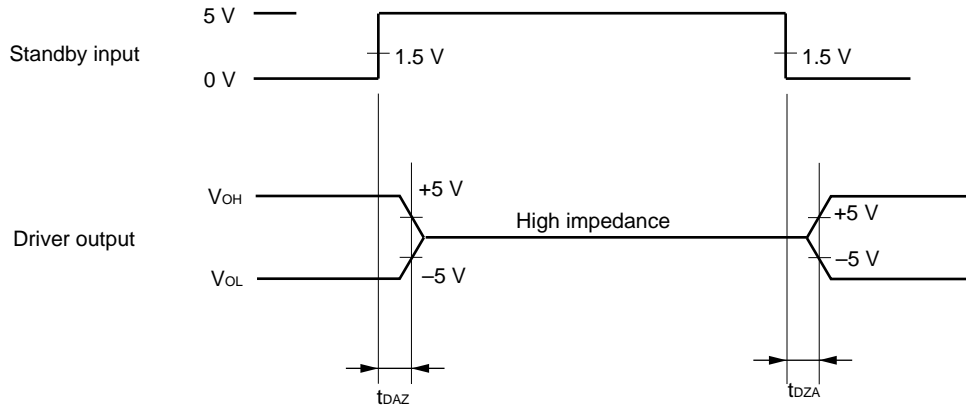 5 V
Standby input
1.5 V
1.5 V
0 V
VOH
+5 V
High impedance
+5 V
Driver output
VOL
–5 V
–5 V
tDAZ
tDZA